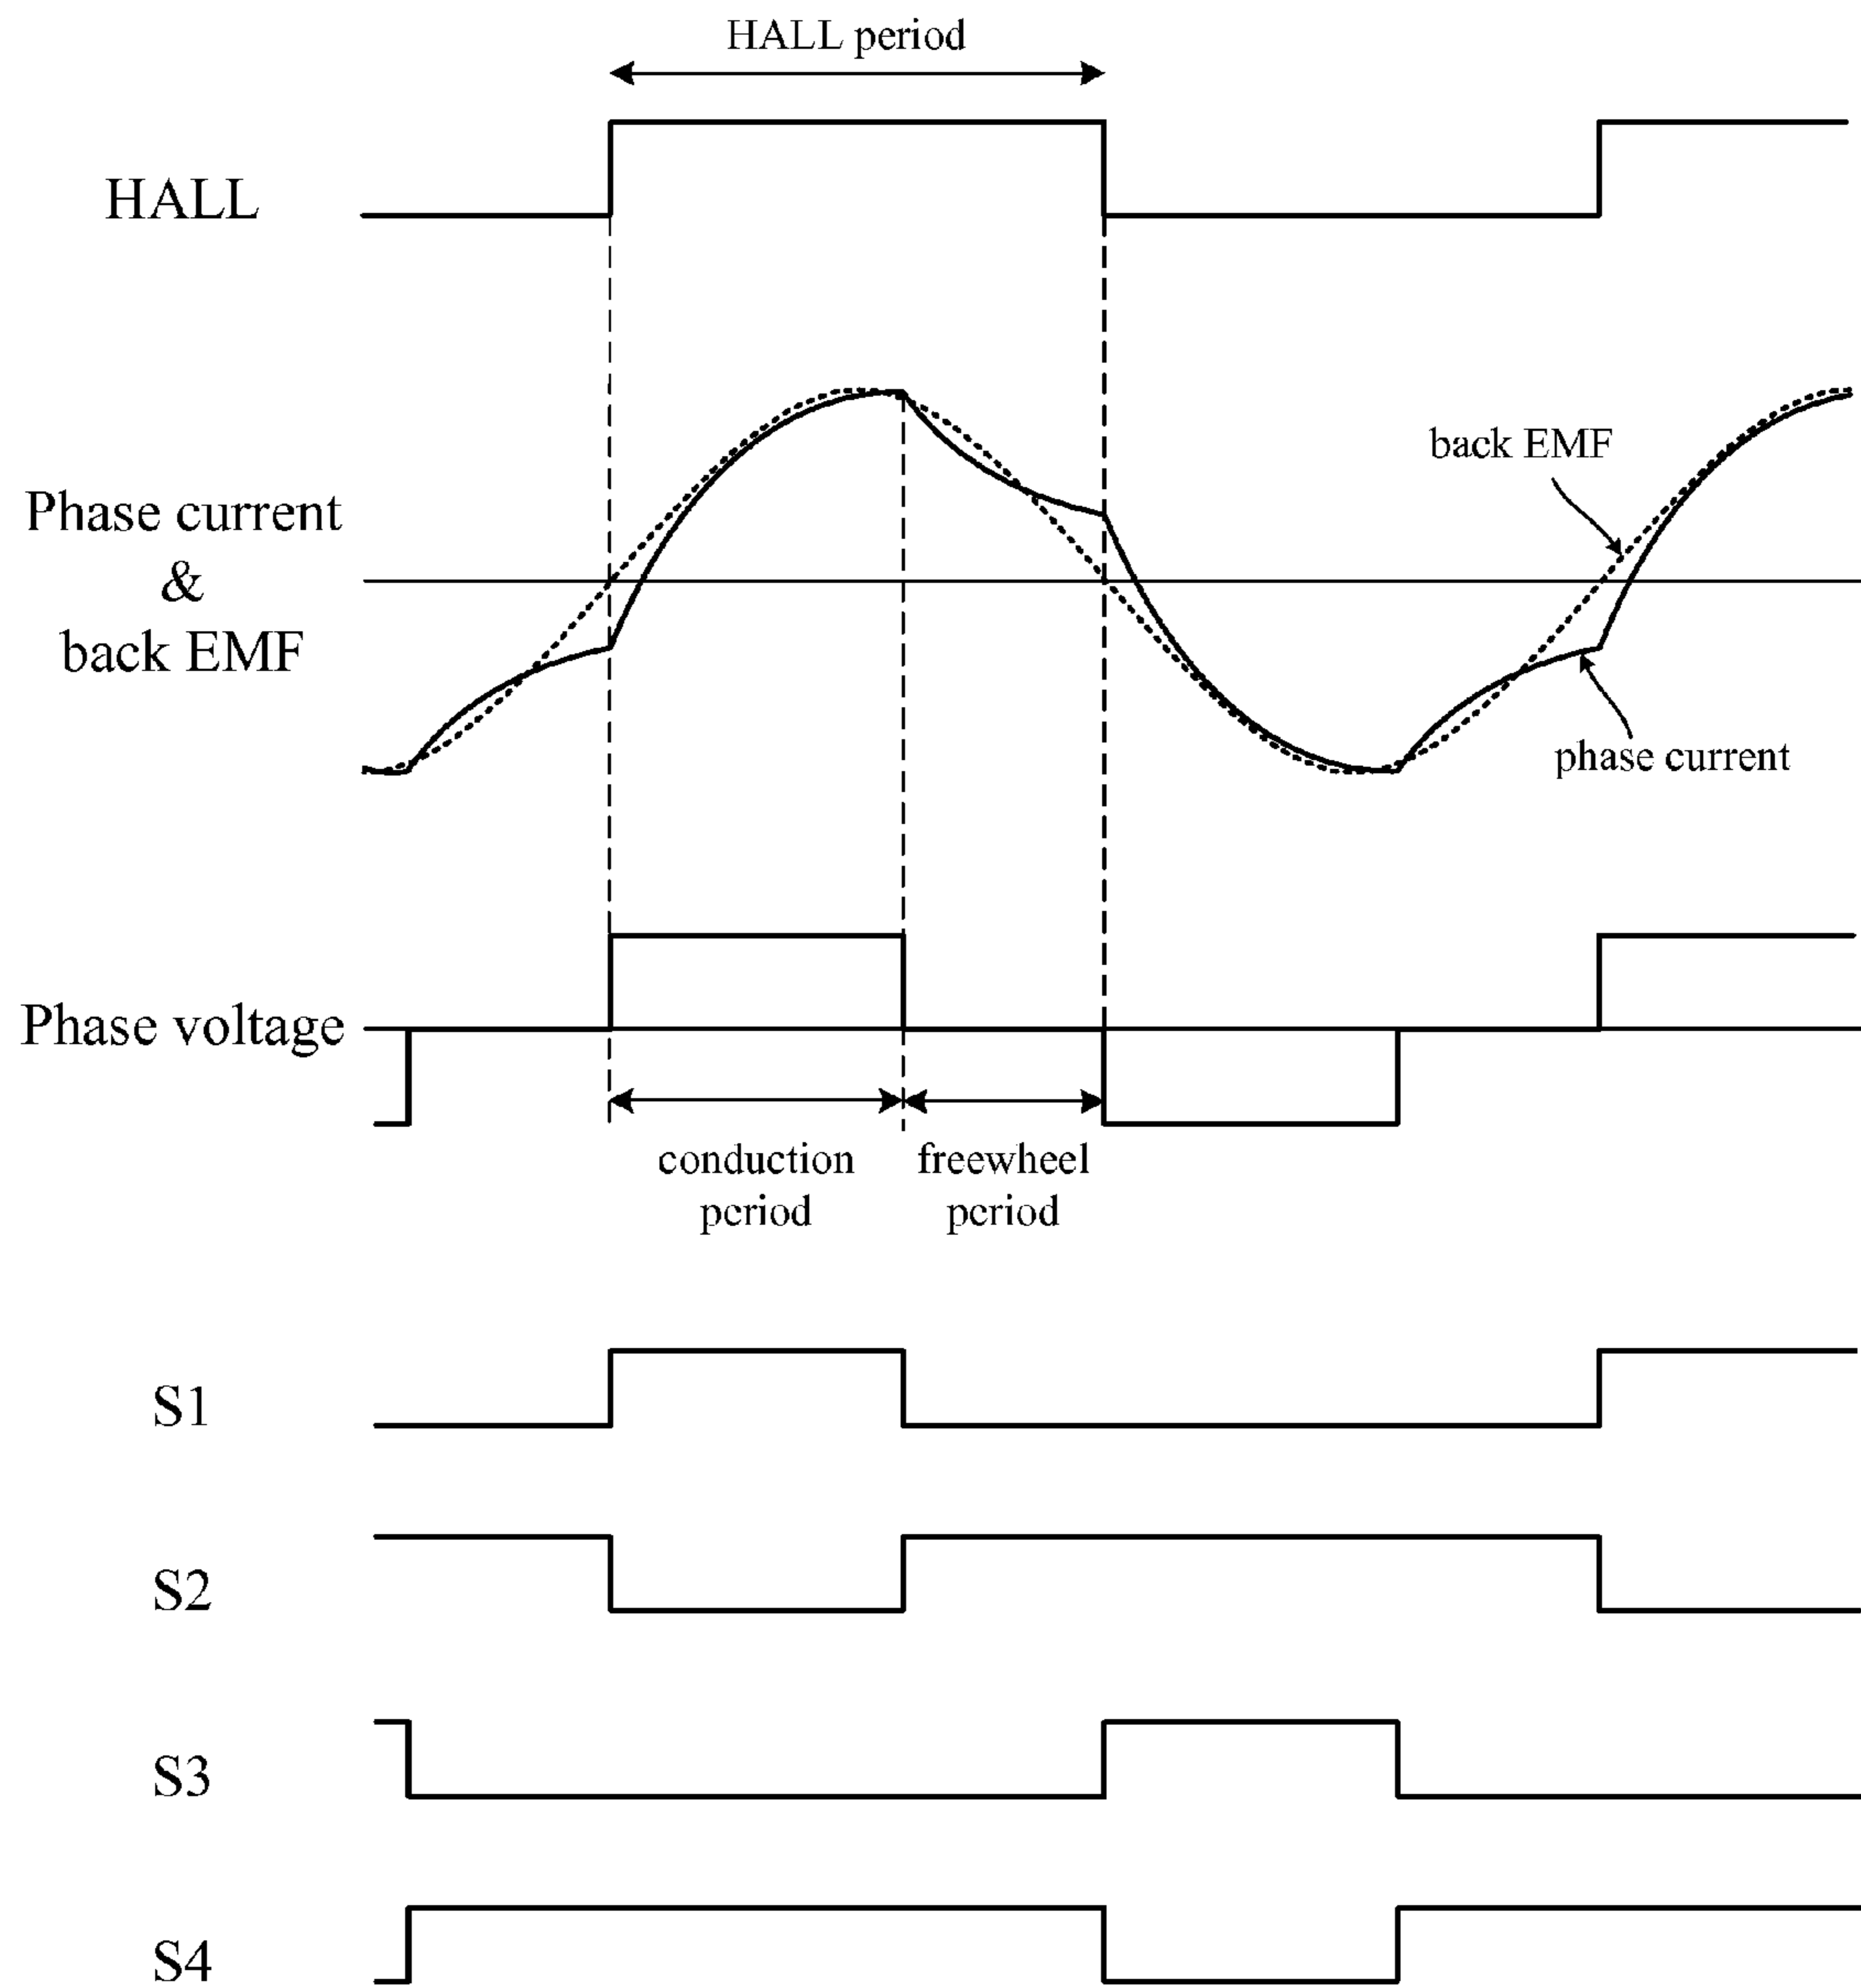 HALL period
HALL
Phase current
&
back EMF
back EMF
phase current
Phase voltage
conduction
period
freewheel
period
S1
S2
S3
S4